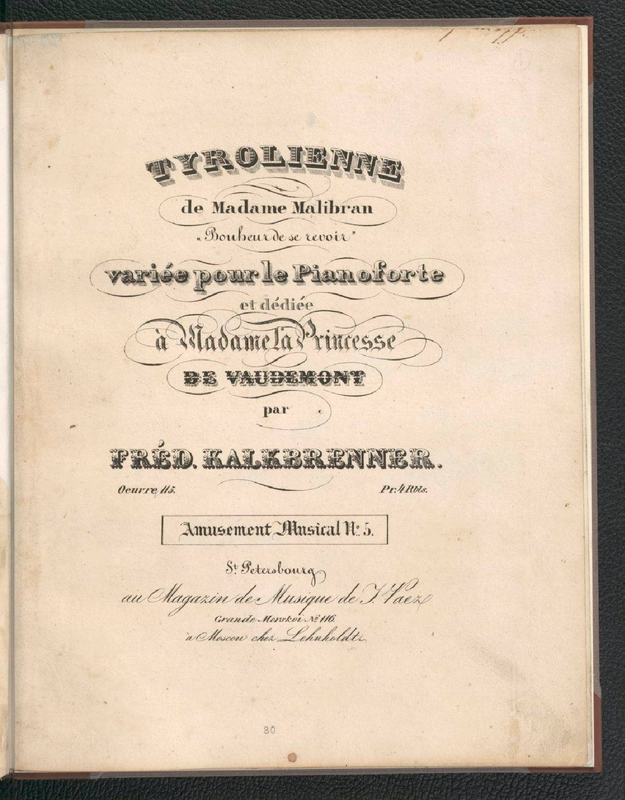 TYROLIENNE
de Madame Malibran
„Bonheur de se revoir"
variée pour le Pianoforte
et dédiée
à Madame la Princesse
DE VAUDEMONT
par
FRÉD. KALKBRENNER.
Oeuvre 115. Pr. 4 Rbls.
Amusement Musical No. 5.
St. Petersbourg
au Magazin de Musique de J. Paez
Grande Morskoi No 116.
à Moscou chez Lehnholdt
30